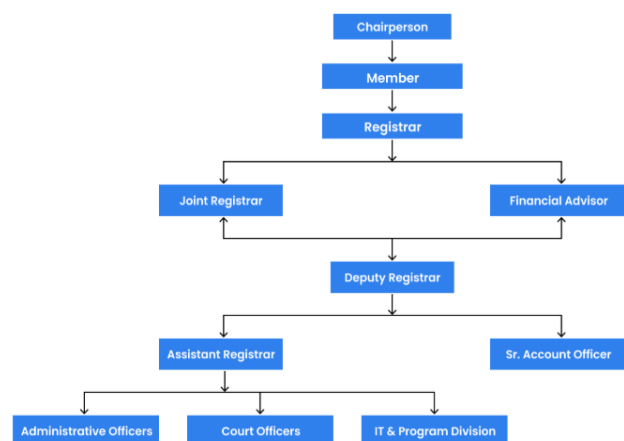 Chairperson
Member
Registrar
Joint Registrar
Financial Advisor
Deputy Registrar
Assistant Registrar
Sr. Account Officer
Administrative Officers
Court Officers
IT & Program Division